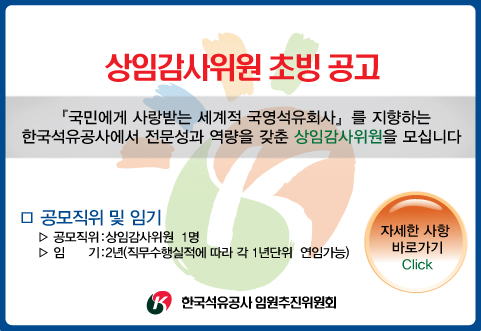 상임감사위원 초빙 공고
『국민에게 사랑받는 세계적 국영석유회사』를 지향하는
한국석유공사에서 전문성과 역량을 갖춘 상임감사위원을 모십니다
□ 공모직위 및 임기
▷ 공모직위:상임감사위원 1명
▷ 임 기:2년(직무수행실적에 따라 각 1년단위 연임가능)
자세한 사항
바로가기
Click
K 한국석유공사 임원추진위원회